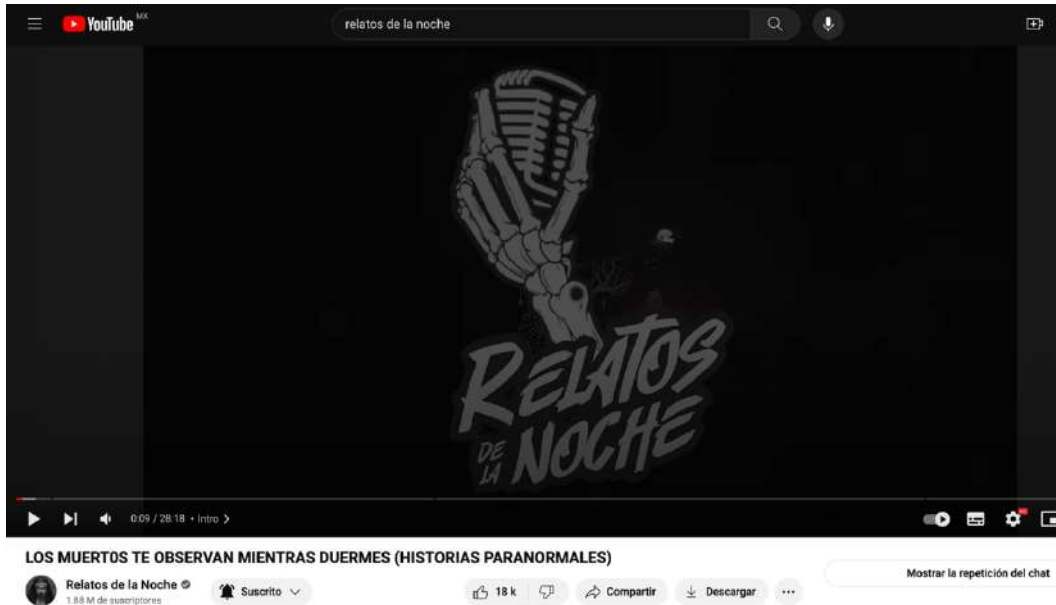 YouTube MX
relatos de la noche
RELATOS
DE LA NOCHE
0:09 / 28:18 • Intro >
LOS MUERTOS TE OBSERVAN MIENTRAS DUERMES (HISTORIAS PARANORMALES)
Mostrar la repetición del chat
Relatos de la Noche
1.88 M de suscriptores
Suscrito
18 k
Compartir
Descargar